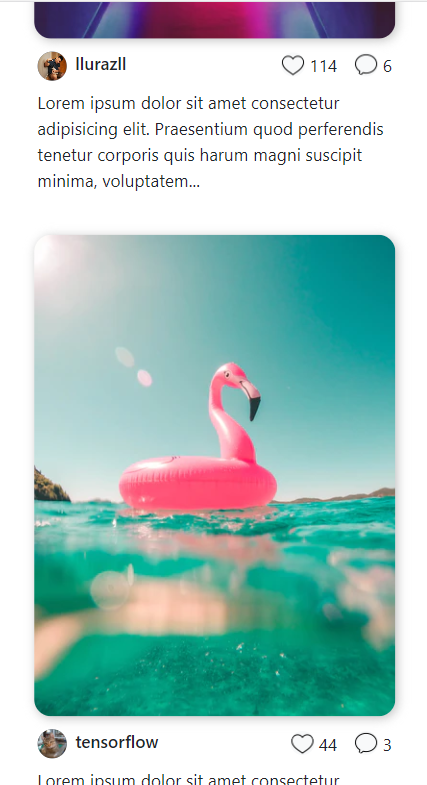 llurazll 114 6
Lorem ipsum dolor sit amet consectetur
adipisicing elit. Praesentium quod perferendis
tenetur corporis quis harum magni suscipit
minima, voluptatem...
tensorflow 44 3
Lorem ipsum dolor sit amet consectetur